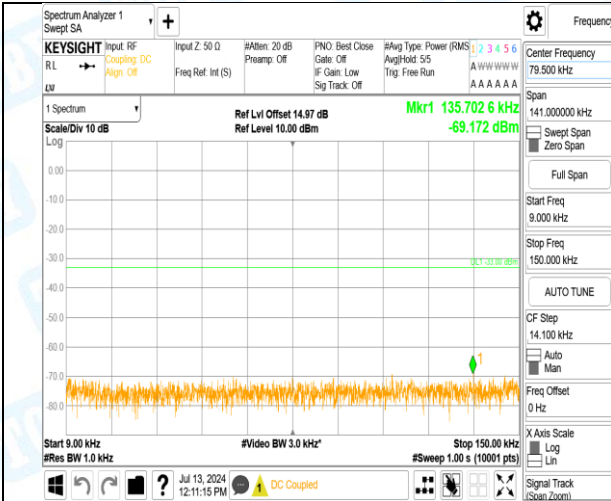 Spectrum Analyzer 1
Swept SA
Frequency
KEYSIGHT
RL
LXI
Input: RF
Coupling: DC
Align: Off
Input Z: 50 Ω
Freq Ref: Int (S)
#Atten: 20 dB
Preamp: Off
PNO: Best Close
Gate: Off
IF Gain: Low
Sig Track: Off
#Avg Type: Power (RMS
Avg|Hold: 5/5
Trig: Free Run
1 2 3 4 5 6
A W W W W W
A A A A A A
1 Spectrum
Scale/Div 10 dB
Ref Lvl Offset 14.97 dB
Ref Level 10.00 dBm
Mkr1 135.702 6 kHz
-69.172 dBm
Log
0.00
-10.0
-20.0
-30.0
DL1 -33.00 dBm
-40.0
-50.0
-60.0
1
-70.0
-80.0
Start 9.00 kHz
#Res BW 1.0 kHz
#Video BW 3.0 kHz*
Stop 150.00 kHz
#Sweep 1.00 s (10001 pts)
?
Jul 13, 2024
12:11:15 PM
1
DC Coupled
Center Frequency
79.500 kHz
Span
141.000000 kHz
Swept Span
Zero Span
Full Span
Start Freq
9.000 kHz
Stop Freq
150.000 kHz
AUTO TUNE
CF Step
14.100 kHz
Auto
Man
Freq Offset
0 Hz
X Axis Scale
Log
Lin
Signal Track
(Span Zoom)